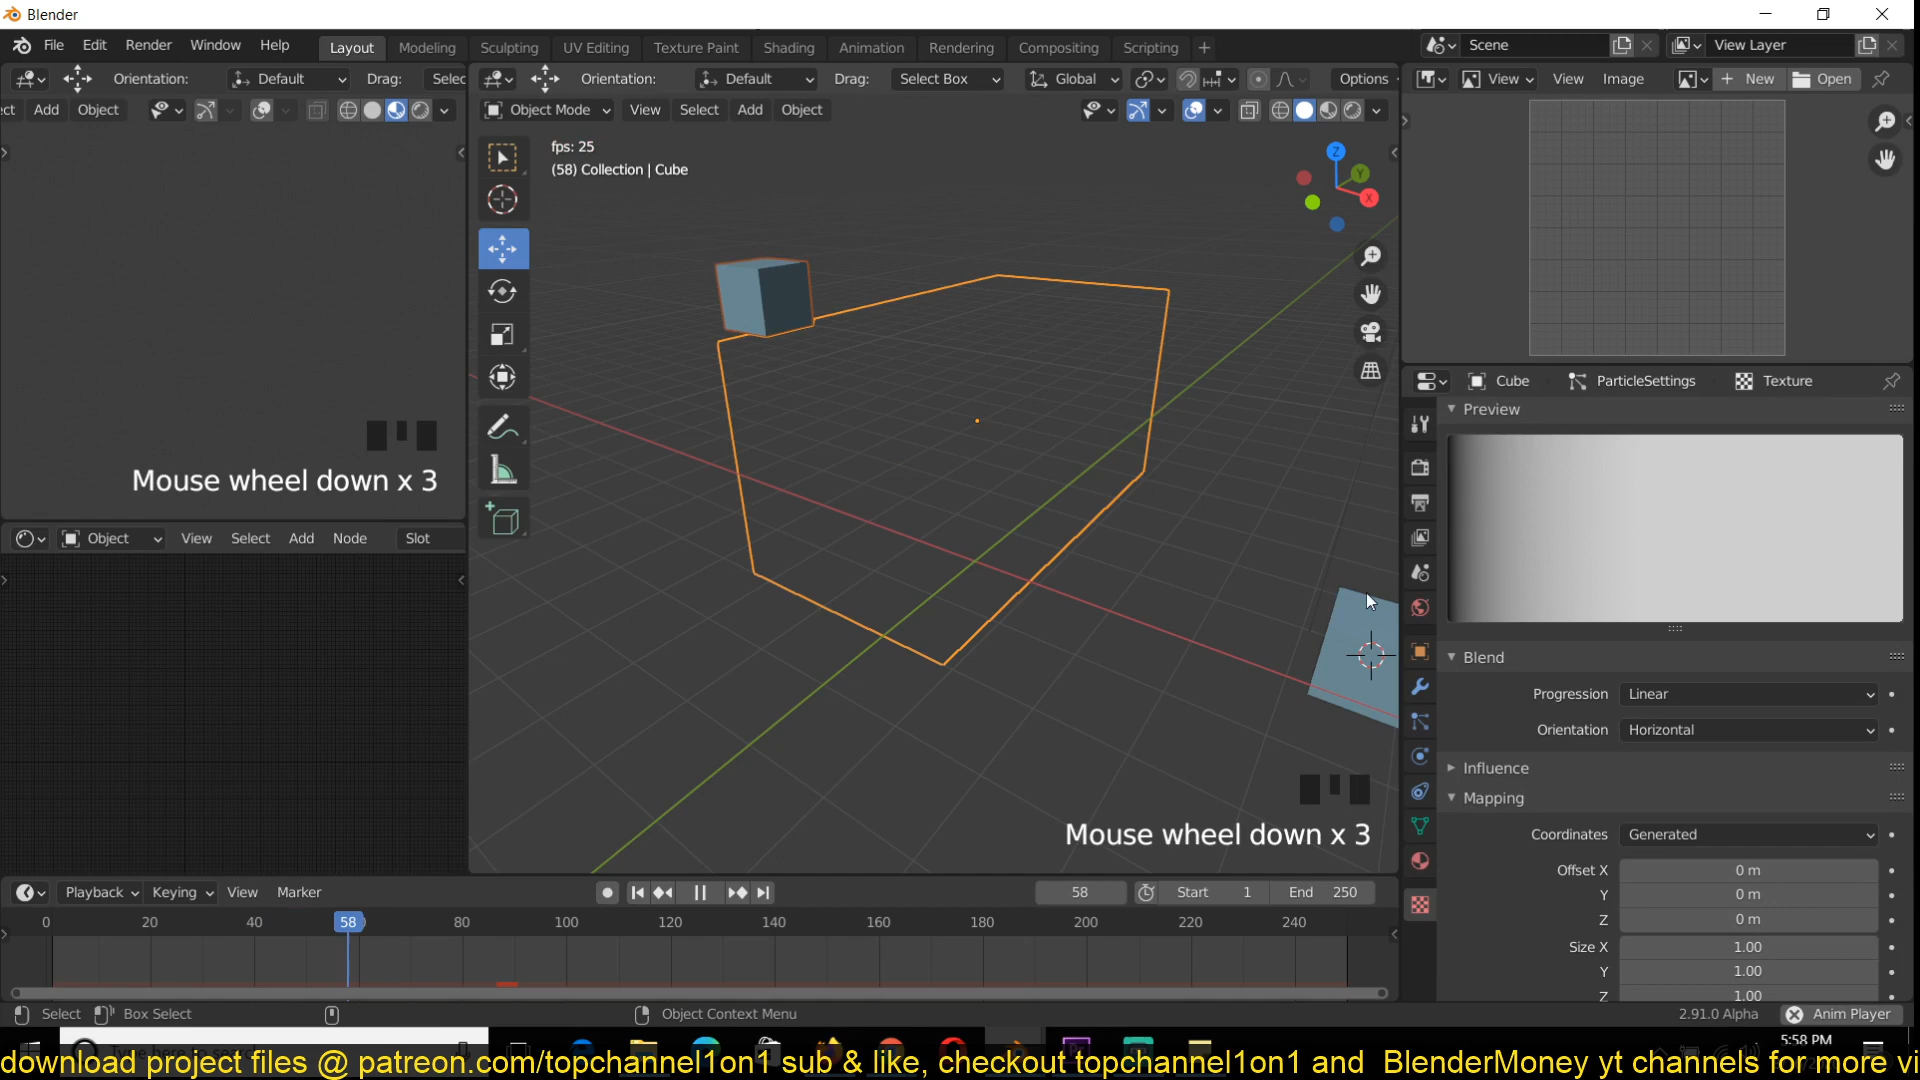 Blender
File Edit Render Window Help Layout Modeling Sculpting UV Editing Texture Paint Shading Animation Rendering Compositing Scripting + Scene View Layer
Orientation: Default Drag: Selec
Orientation: Default Drag: Select Box Global Options
View View Image New Open
ect Add Object
Object Mode View Select Add Object
fps: 25
(58) Collection | Cube
Z
Y
X
Cube ParticleSettings Texture
Preview
Mouse wheel down x 3
Object View Select Add Node Slot
Blend
Progression Linear
Orientation Horizontal
Influence
Mapping
Mouse wheel down x 3
Coordinates Generated
Offset X 0 m
Y 0 m
Z 0 m
Size X 1.00
Y 1.00
Z 1.00
Playback Keying View Marker 58 Start 1 End 250
0 20 40 58 80 100 120 140 160 180 200 220 240
Select Box Select Object Context Menu 2.91.0 Alpha Anim Player
5:58 PM
download project files @ patreon.com/topchannel1on1 sub & like, checkout topchannel1on1 and BlenderMoney yt channels for more vi